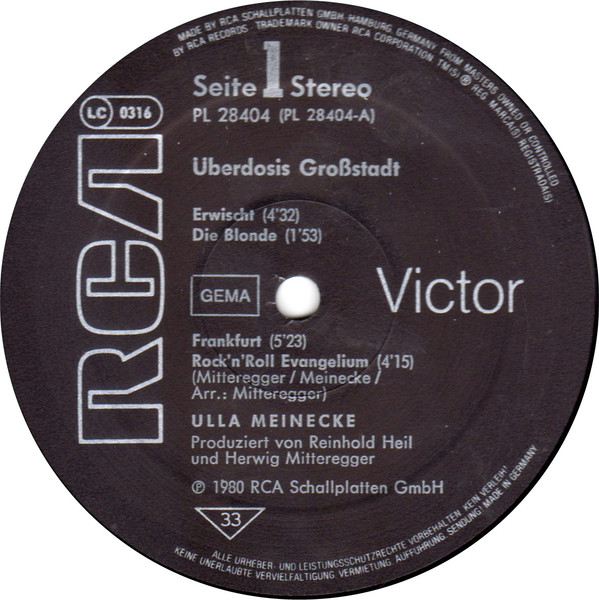 MADE BY RCA SCHALLPLATTEN GMBH, HAMBURG, GERMANY, FROM MASTERS OWNED OR CONTROLLED
BY RCA RECORDS. TRADEMARK OWNER RCA CORPORATION TM(S) ® REG MARCA(S) REGISTRADA(S)
Seite 1 Stereo
PL 28404 (PL 28404-A)
LC 0316
RCA
Überdosis Großstadt
Erwischt (4'32)
Die Blonde (1'53)
GEMA
Victor
Frankfurt (5'23)
Rock'n'Roll Evangelium (4'15)
(Mitteregger / Meinecke /
Arr.: Mitteregger)
ULLA MEINECKE
Produziert von Reinhold Heil
und Herwig Mitteregger
℗ 1980 RCA Schallplatten GmbH
33
ALLE URHEBER- UND LEISTUNGSSCHUTZRECHTE VORBEHALTEN. KEIN VERLEIH!
KEINE UNERLAUBTE VERVIELFÄLTIGUNG, VERMIETUNG, AUFFÜHRUNG, SENDUNG! MADE IN GERMANY